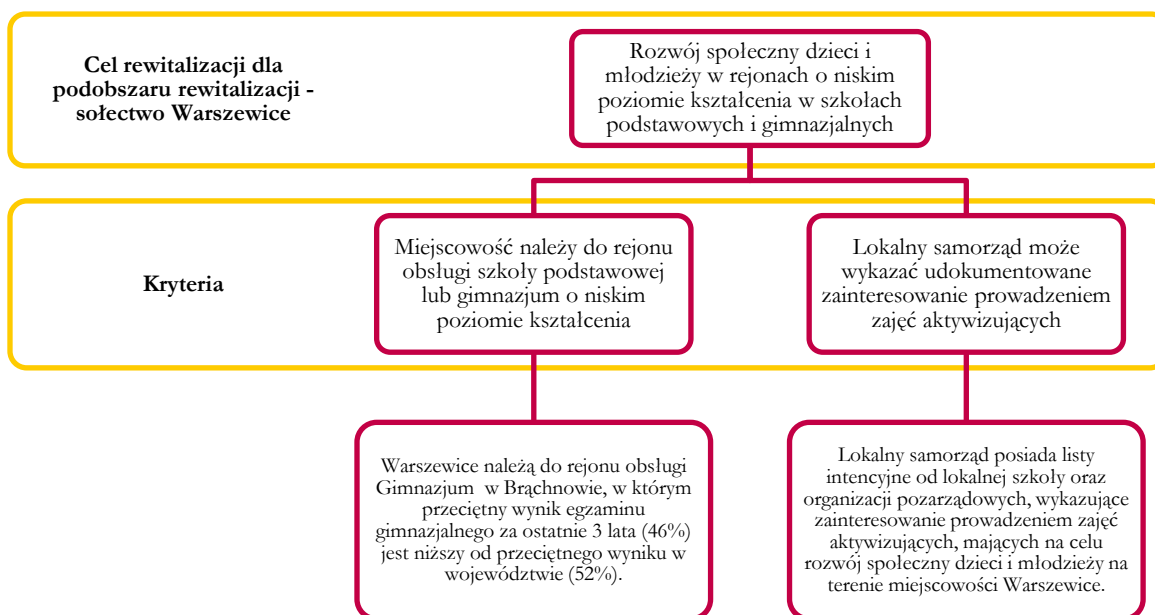 Cel rewitalizacji dla
podobszaru rewitalizacji -
sołectwo Warszewice
Rozwój społeczny dzieci i
młodzieży w rejonach o niskim
poziomie kształcenia w szkołach
podstawowych i gimnazjalnych
Kryteria
Miejscowość należy do rejonu
obsługi szkoły podstawowej
lub gimnazjum o niskim
poziomie kształcenia
Lokalny samorząd może
wykazać udokumentowane
zainteresowanie prowadzeniem
zajęć aktywizujących
Warszewice należą do rejonu obsługi
Gimnazjum w Brąchnowie, w którym
przeciętny wynik egzaminu
gimnazjalnego za ostatnie 3 lata (46%)
jest niższy od przeciętnego wyniku w
województwie (52%).
Lokalny samorząd posiada listy
intencyjne od lokalnej szkoły oraz
organizacji pozarządowych, wykazujące
zainteresowanie prowadzeniem zajęć
aktywizujących, mających na celu
rozwój społeczny dzieci i młodzieży na
terenie miejscowości Warszewice.